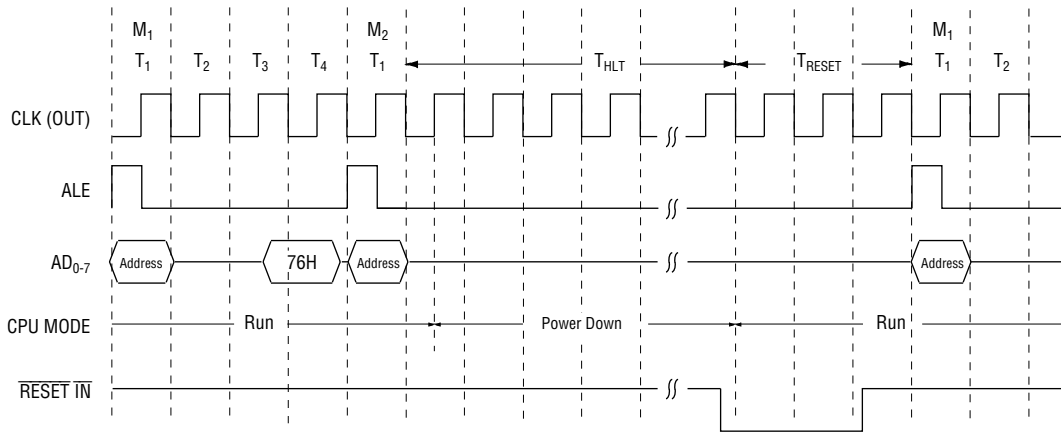 M1 M2 M1
T1 T2 T3 T4 T1 THLT TRESET T1 T2
CLK (OUT)
ALE
AD0-7 Address 76H Address Address
CPU MODE Run Power Down Run
RESET IN